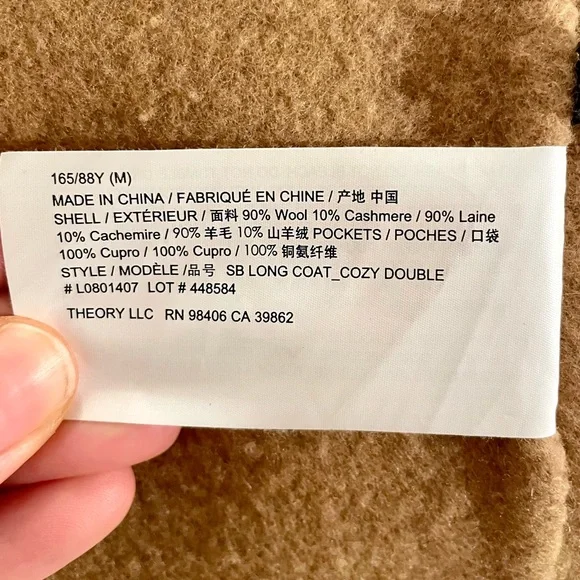 165/88Y (M)
MADE IN CHINA / FABRIQUÉ EN CHINE / 产地 中国
SHELL / EXTÉRIEUR / 面料 90% Wool 10% Cashmere / 90% Laine
10% Cachemire / 90% 羊毛 10% 山羊绒 POCKETS / POCHES / 口袋
100% Cupro / 100% Cupro / 100% 铜氨纤维
STYLE / MODÈLE /品号 SB LONG COAT_COZY DOUBLE
# L0801407 LOT # 448584
THEORY LLC RN 98406 CA 39862